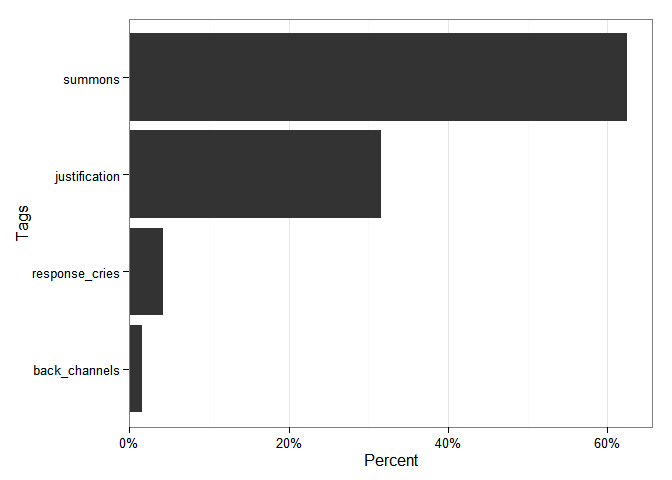 summons
justification
response_cries
back_channels
Tags
0% 20% 40% 60%
Percent